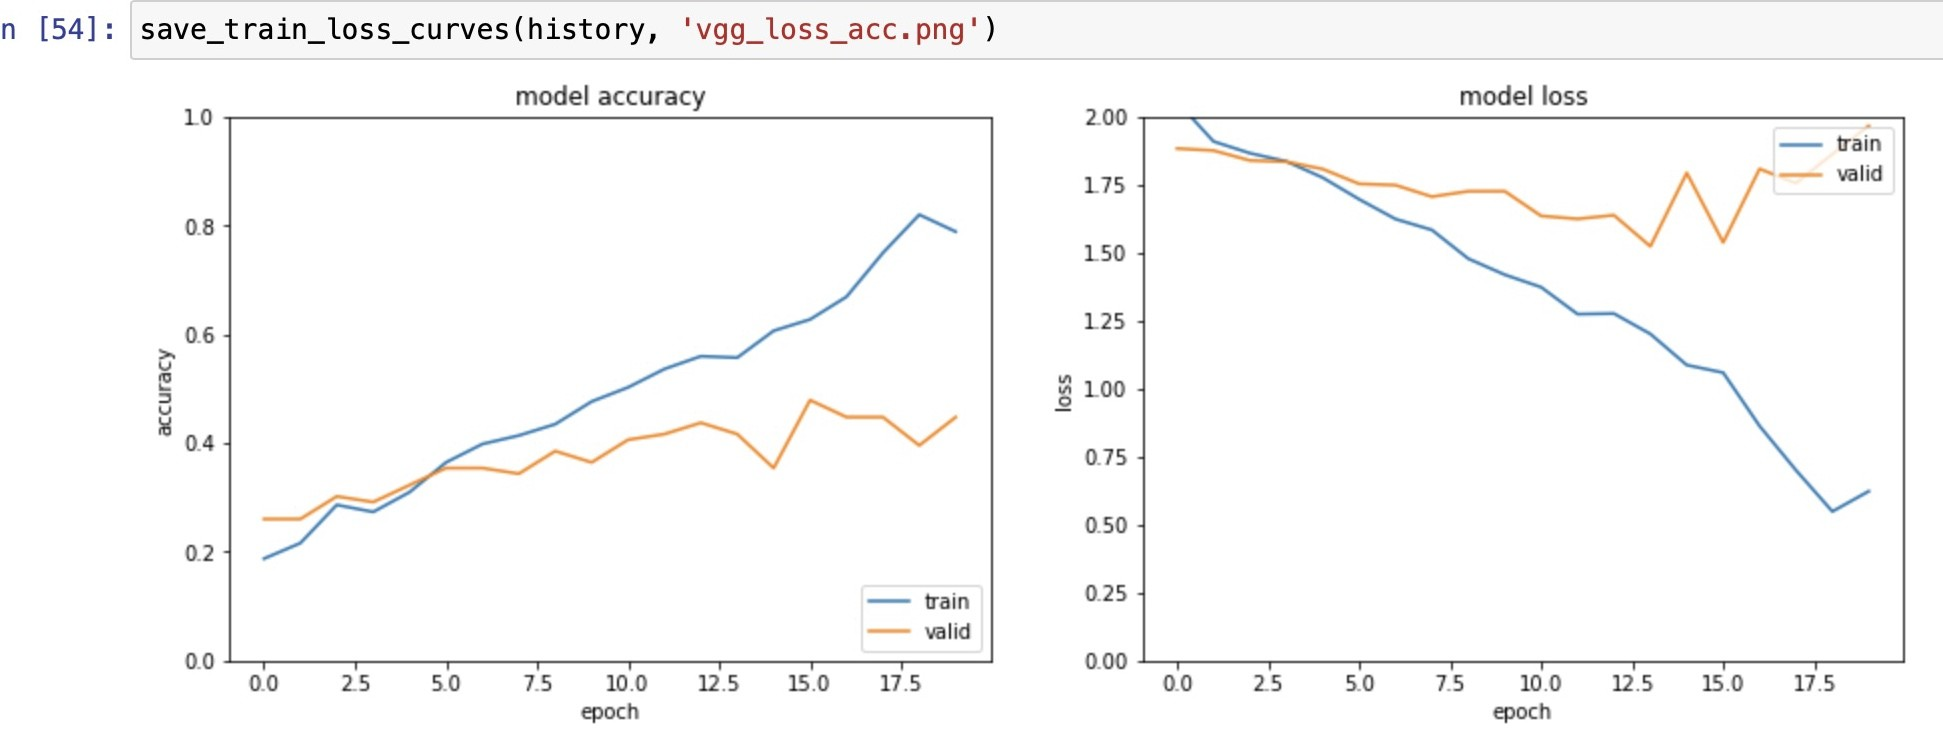 n [54]: save_train_loss_curves(history, 'vgg_loss_acc.png')
model accuracy
1.0
0.8
0.6
0.4
0.2
0.0
accuracy
train
valid
0.0 2.5 5.0 7.5 10.0 12.5 15.0 17.5
epoch
model loss
2.00
1.75
1.50
1.25
1.00
0.75
0.50
0.25
0.00
loss
train
valid
0.0 2.5 5.0 7.5 10.0 12.5 15.0 17.5
epoch